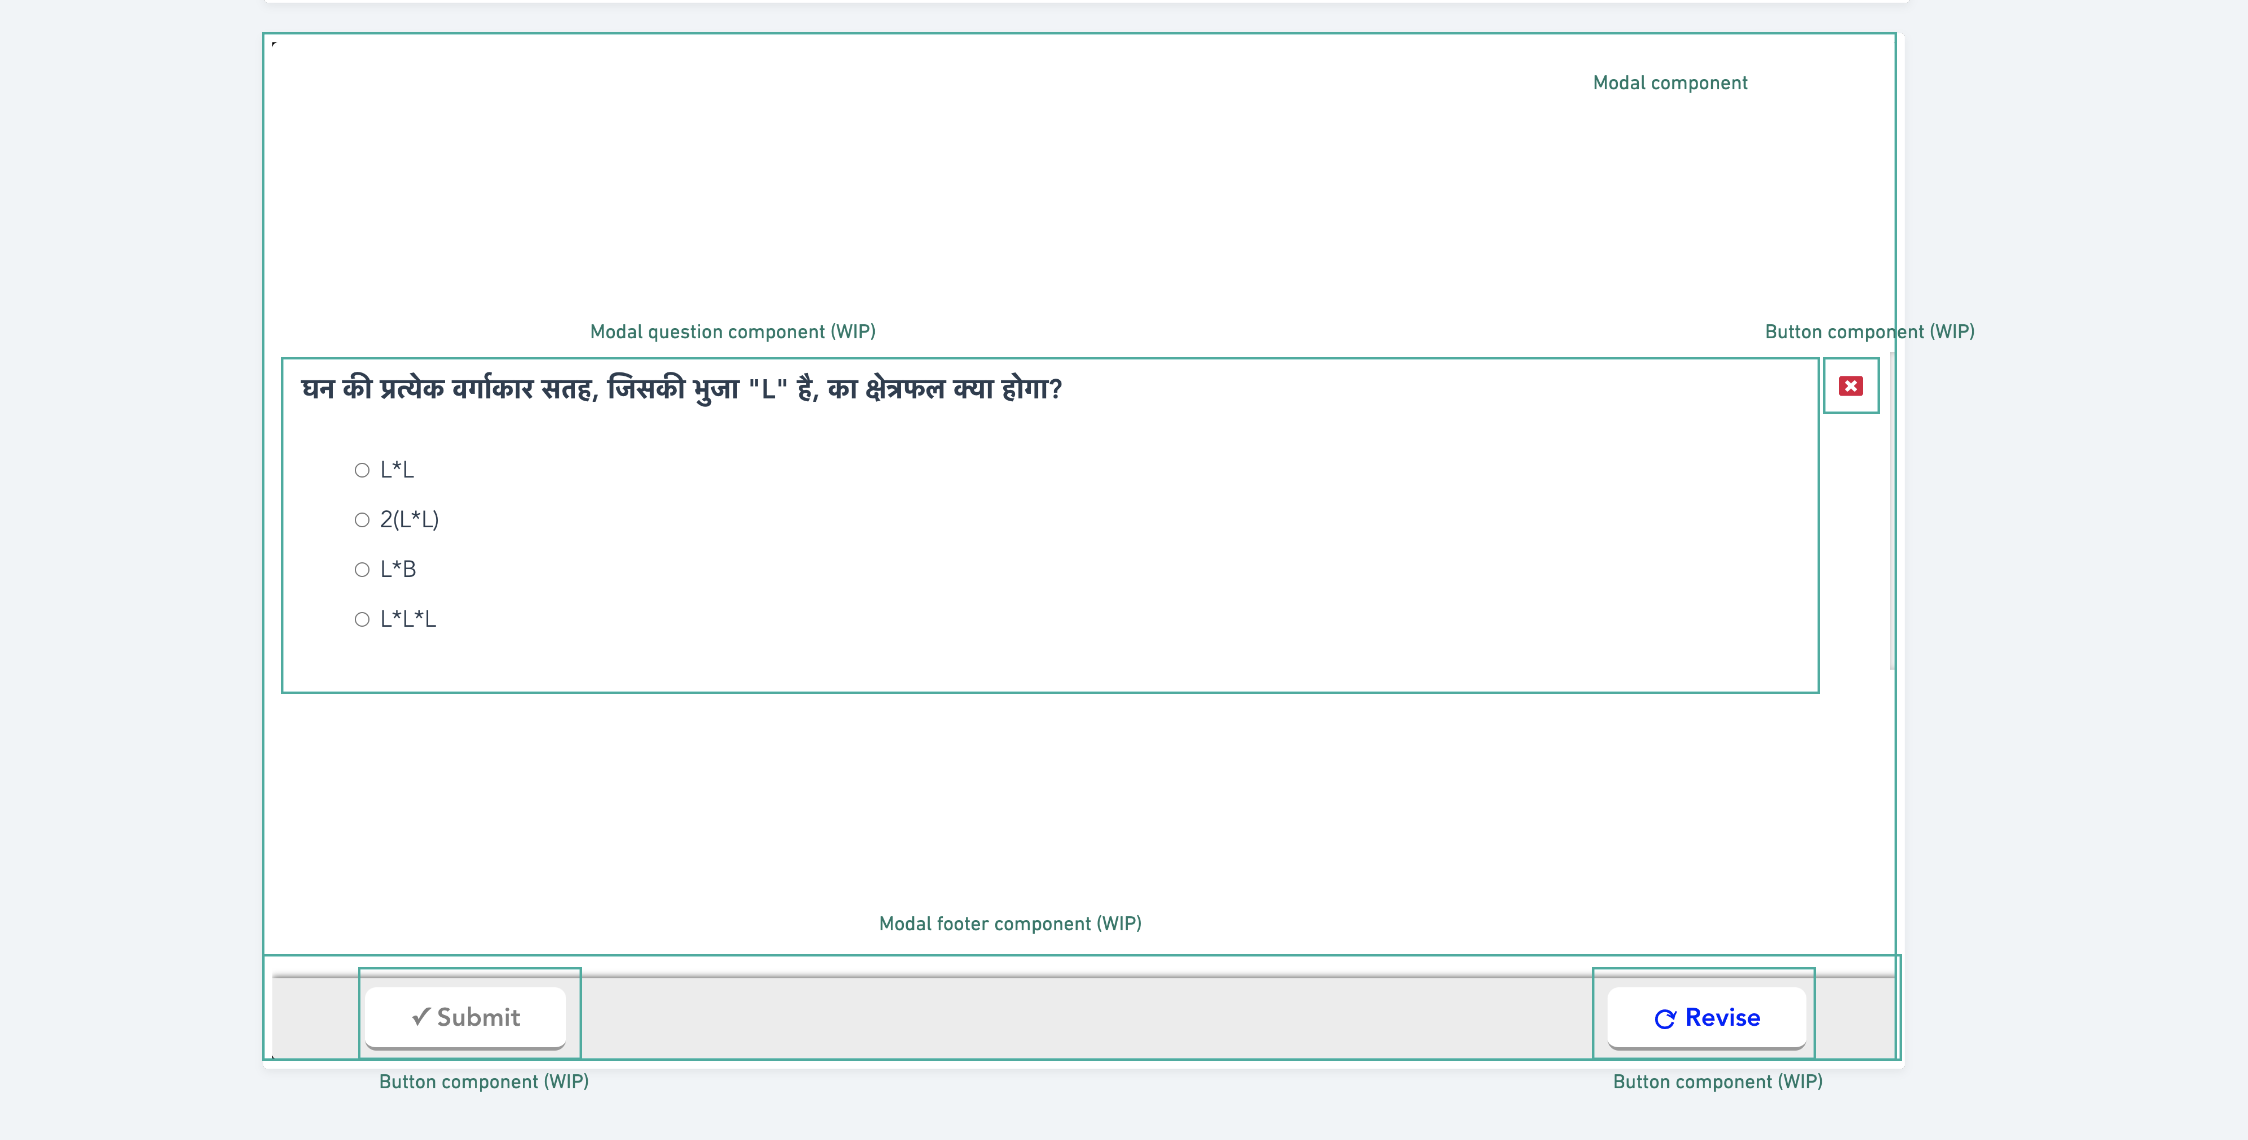 Modal component
Modal question component (WIP)
Button component (WIP)
घन की प्रत्येक वर्गाकार सतह, जिसकी भुजा "L" है, का क्षेत्रफल क्या होगा?
L*L
2(L*L)
L*B
L*L*L
Modal footer component (WIP)
Submit
Revise
Button component (WIP)
Button component (WIP)